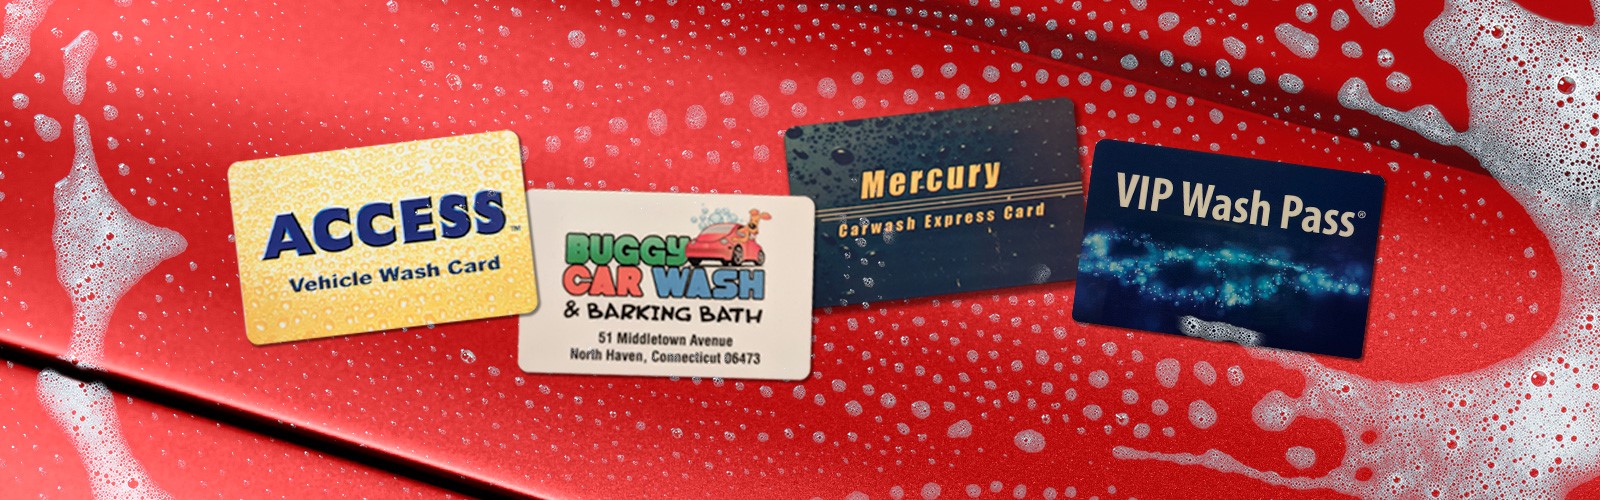 ACCESS™
Vehicle Wash Card
BUGGY
CAR WASH
& BARKING BATH
51 Middletown Avenue
North Haven, Connecticut 06473
Mercury
Carwash Express Card
VIP Wash Pass®